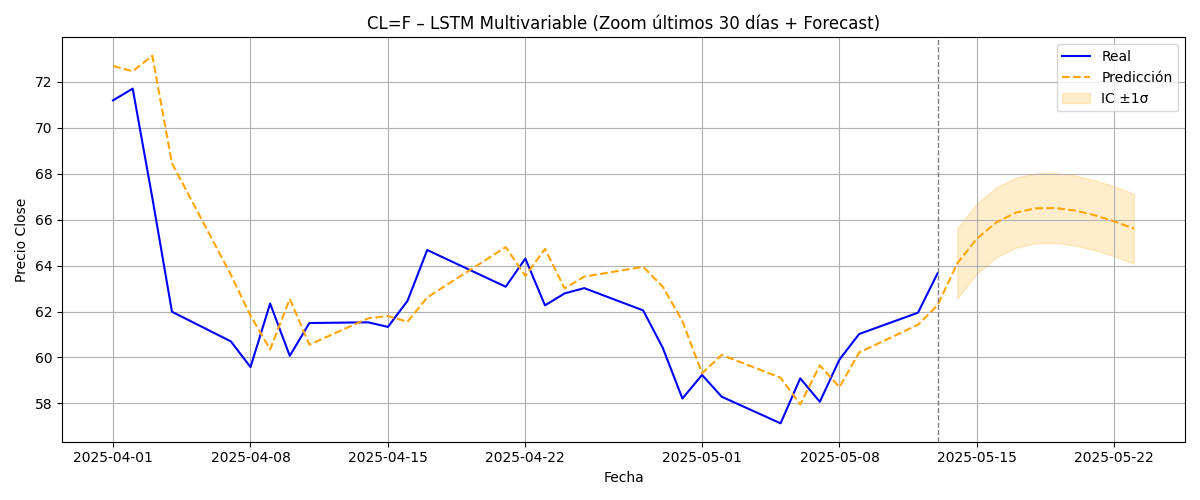 CL=F – LSTM Multivariable (Zoom últimos 30 días + Forecast)
Real
Predicción
IC ±1σ
Precio Close
72
70
68
66
64
62
60
58
2025-04-01 2025-04-08 2025-04-15 2025-04-22 2025-05-01 2025-05-08 2025-05-15 2025-05-22
Fecha